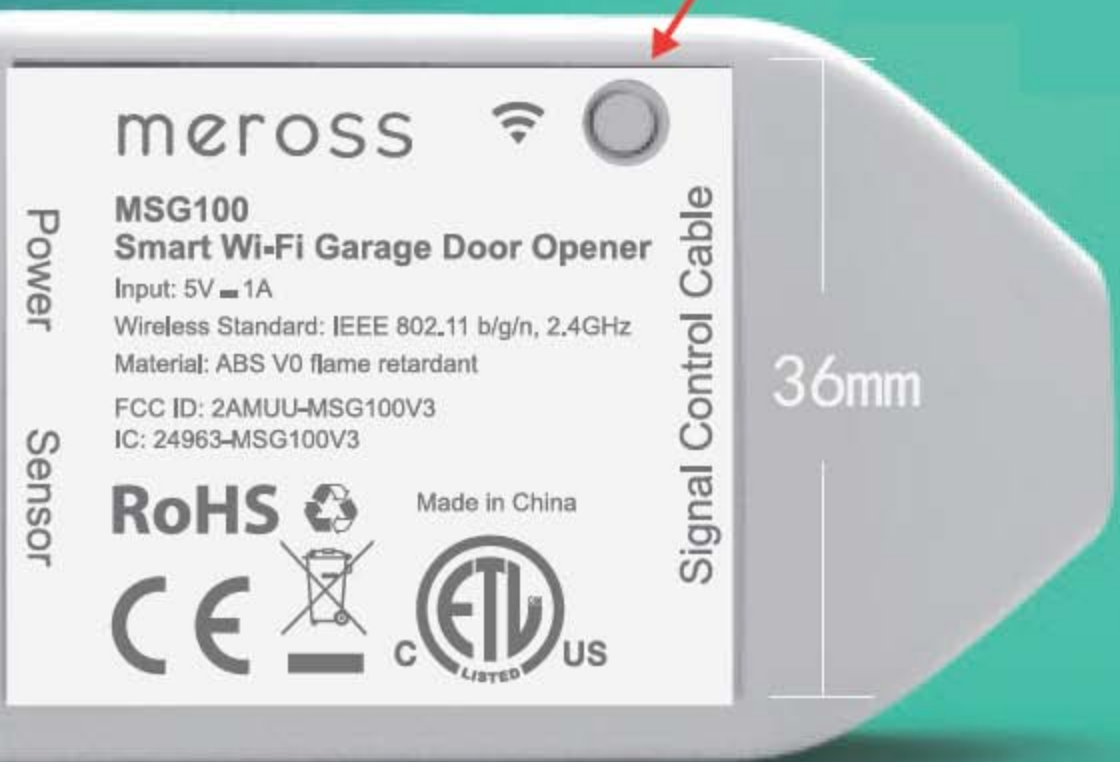 meross
MSG100
Smart Wi-Fi Garage Door Opener
Input: 5V 1A
Wireless Standard: IEEE 802.11 b/g/n, 2.4GHz
Material: ABS V0 flame retardant
FCC ID: 2AMUU-MSG100V3
IC: 24963-MSG100V3
RoHS
Made in China
CE
C ETL US
LISTED
Power
Sensor
Signal Control Cable
36mm